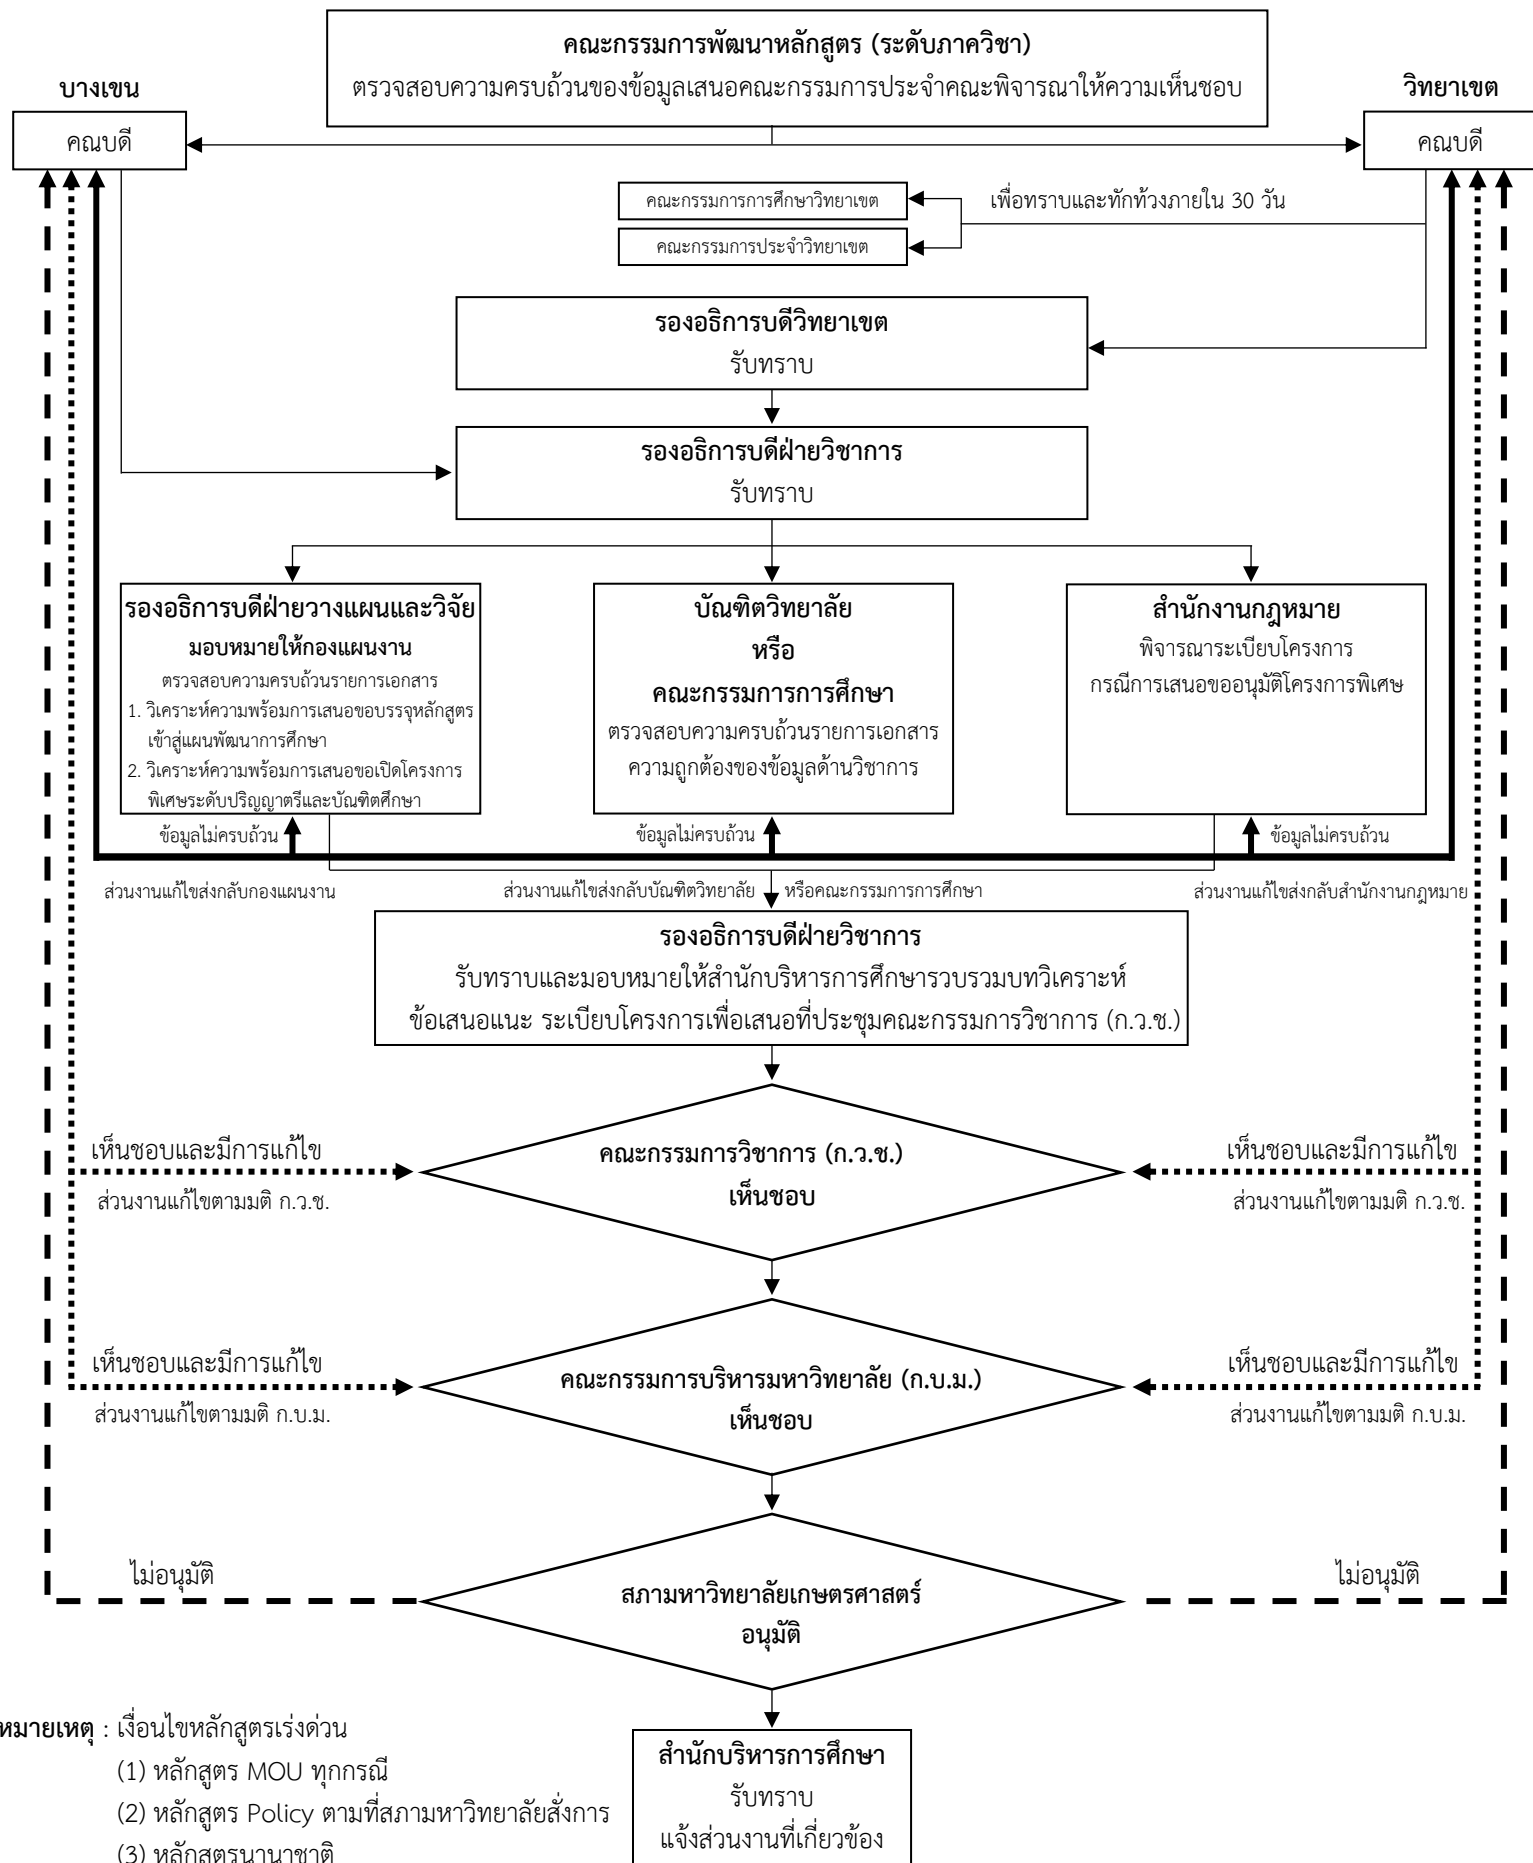 คณะกรรมการพัฒนาหลักสูตร (ระดับภาควิชา)
ตรวจสอบความครบถ้วนของข้อมูลเสนอคณะกรรมการประจำคณะพิจารณาให้ความเห็นชอบ
บางเขน
วิทยาเขต
คณบดี
คณบดี
คณะกรรมการการศึกษาวิทยาเขต
เพื่อทราบและทักท้วงภายใน 30 วัน
คณะกรรมการประจำวิทยาเขต
รองอธิการบดีวิทยาเขต
รับทราบ
รองอธิการบดีฝ่ายวิชาการ
รับทราบ
รองอธิการบดีฝ่ายวางแผนและวิจัย
มอบหมายให้กองแผนงาน
ตรวจสอบความครบถ้วนรายการเอกสาร
1. วิเคราะห์ความพร้อมการเสนอขอบรรจุหลักสูตร
เข้าสู่แผนพัฒนาการศึกษา
2. วิเคราะห์ความพร้อมการเสนอขอเปิดโครงการ
พิเศษระดับปริญญาตรีและบัณฑิตศึกษา
บัณฑิตวิทยาลัย
หรือ
คณะกรรมการการศึกษา
ตรวจสอบความครบถ้วนรายการเอกสาร
ความถูกต้องของข้อมูลด้านวิชาการ
สำนักงานกฎหมาย
พิจารณาระเบียบโครงการ
กรณีการเสนอขออนุมัติโครงการพิเศษ
ข้อมูลไม่ครบถ้วน
ข้อมูลไม่ครบถ้วน
ข้อมูลไม่ครบถ้วน
ส่วนงานแก้ไขส่งกลับกองแผนงาน
ส่วนงานแก้ไขส่งกลับบัณฑิตวิทยาลัย หรือคณะกรรมการการศึกษา
ส่วนงานแก้ไขส่งกลับสำนักงานกฎหมาย
รองอธิการบดีฝ่ายวิชาการ
รับทราบและมอบหมายให้สำนักบริหารการศึกษารวบรวมบทวิเคราะห์
ข้อเสนอแนะ ระเบียบโครงการเพื่อเสนอที่ประชุมคณะกรรมการวิชาการ (ก.ว.ช.)
เห็นชอบและมีการแก้ไข
ส่วนงานแก้ไขตามมติ ก.ว.ช.
คณะกรรมการวิชาการ (ก.ว.ช.)
เห็นชอบ
เห็นชอบและมีการแก้ไข
ส่วนงานแก้ไขตามมติ ก.ว.ช.
เห็นชอบและมีการแก้ไข
ส่วนงานแก้ไขตามมติ ก.บ.ม.
คณะกรรมการบริหารมหาวิทยาลัย (ก.บ.ม.)
เห็นชอบ
เห็นชอบและมีการแก้ไข
ส่วนงานแก้ไขตามมติ ก.บ.ม.
ไม่อนุมัติ
สภามหาวิทยาลัยเกษตรศาสตร์
อนุมัติ
ไม่อนุมัติ
หมายเหตุ : เงื่อนไขหลักสูตรเร่งด่วน
(1) หลักสูตร MOU ทุกกรณี
(2) หลักสูตร Policy ตามที่สภามหาวิทยาลัยสั่งการ
(3) หลักสูตรนานาชาติ
สำนักบริหารการศึกษา
รับทราบ
แจ้งส่วนงานที่เกี่ยวข้อง